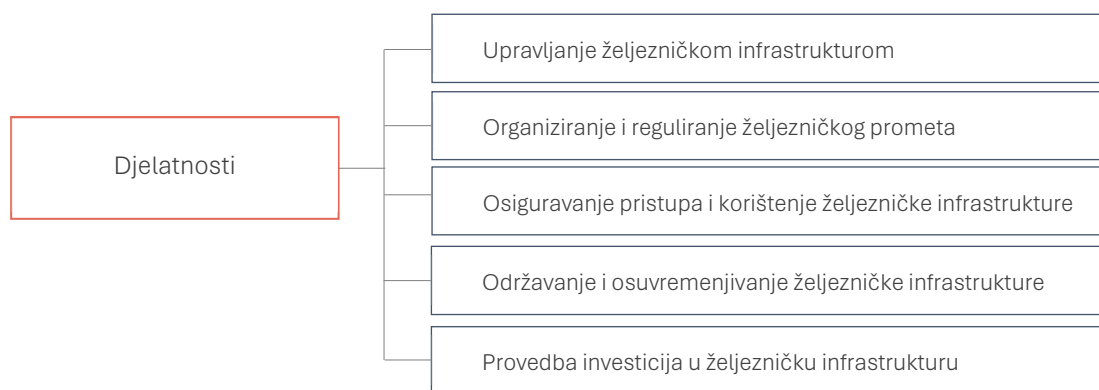 Upravljanje željezničkom infrastrukturom
Organiziranje i reguliranje željezničkog prometa
Djelatnosti
Osiguravanje pristupa i korištenje željezničke infrastrukture
Održavanje i osuvremenjivanje željezničke infrastrukture
Provedba investicija u željezničku infrastrukturu